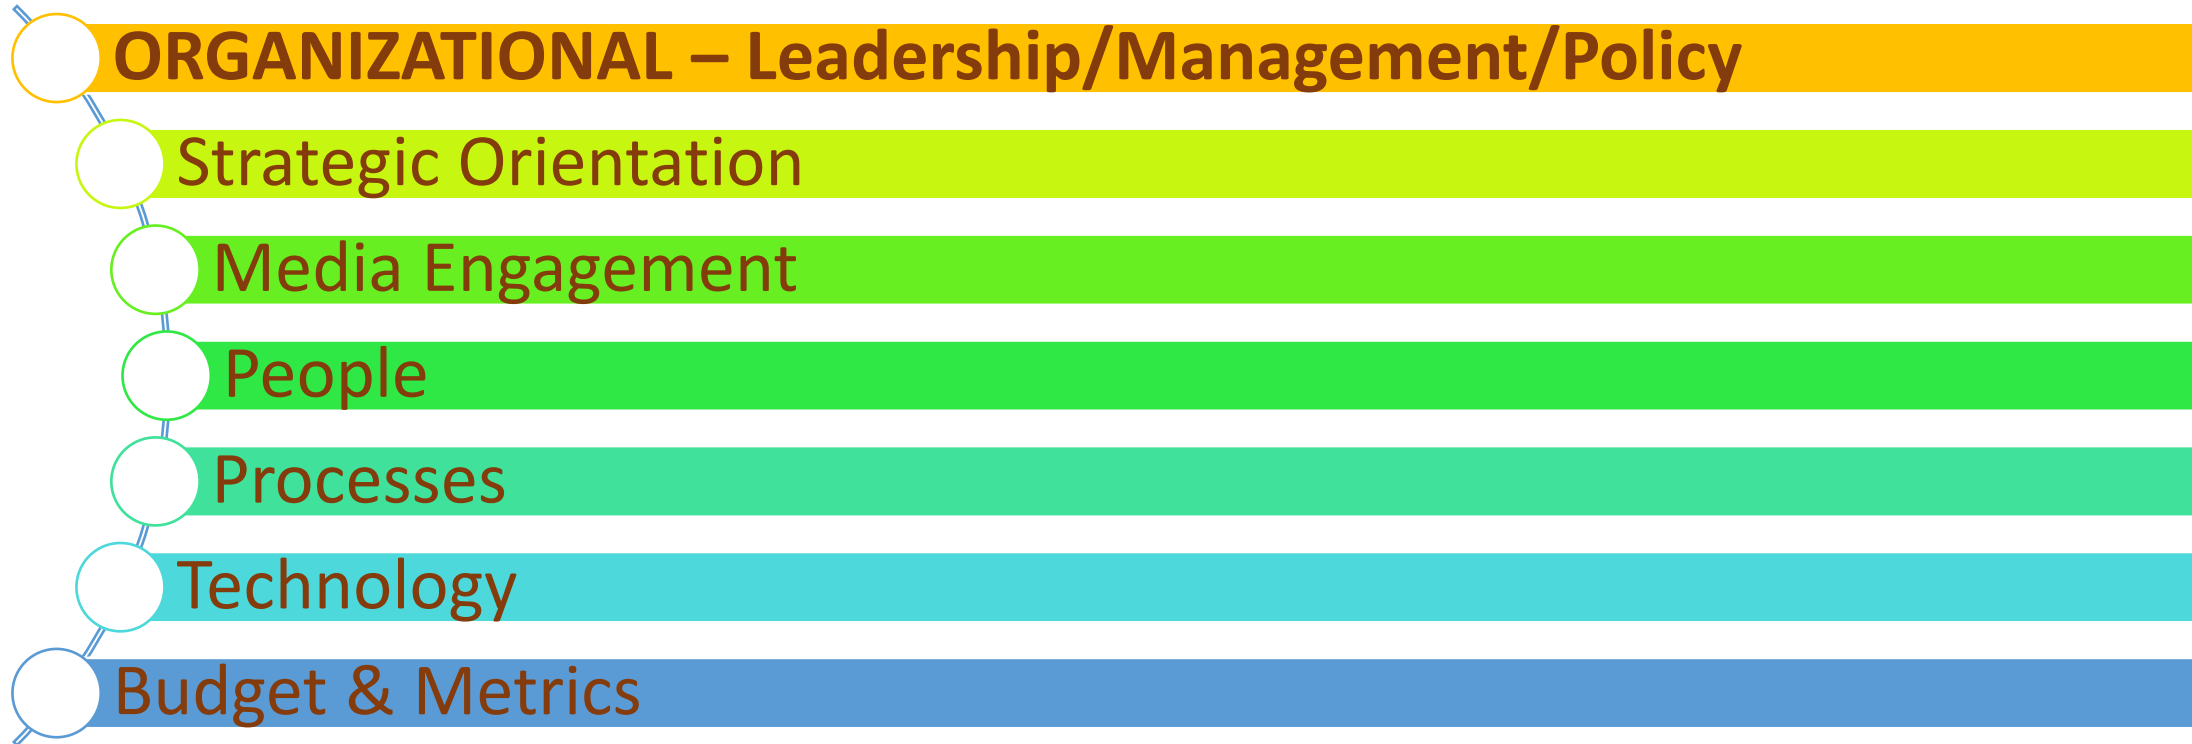 ORGANIZATIONAL – Leadership/Management/Policy
Strategic Orientation
Media Engagement
People
Processes
Technology
Budget & Metrics